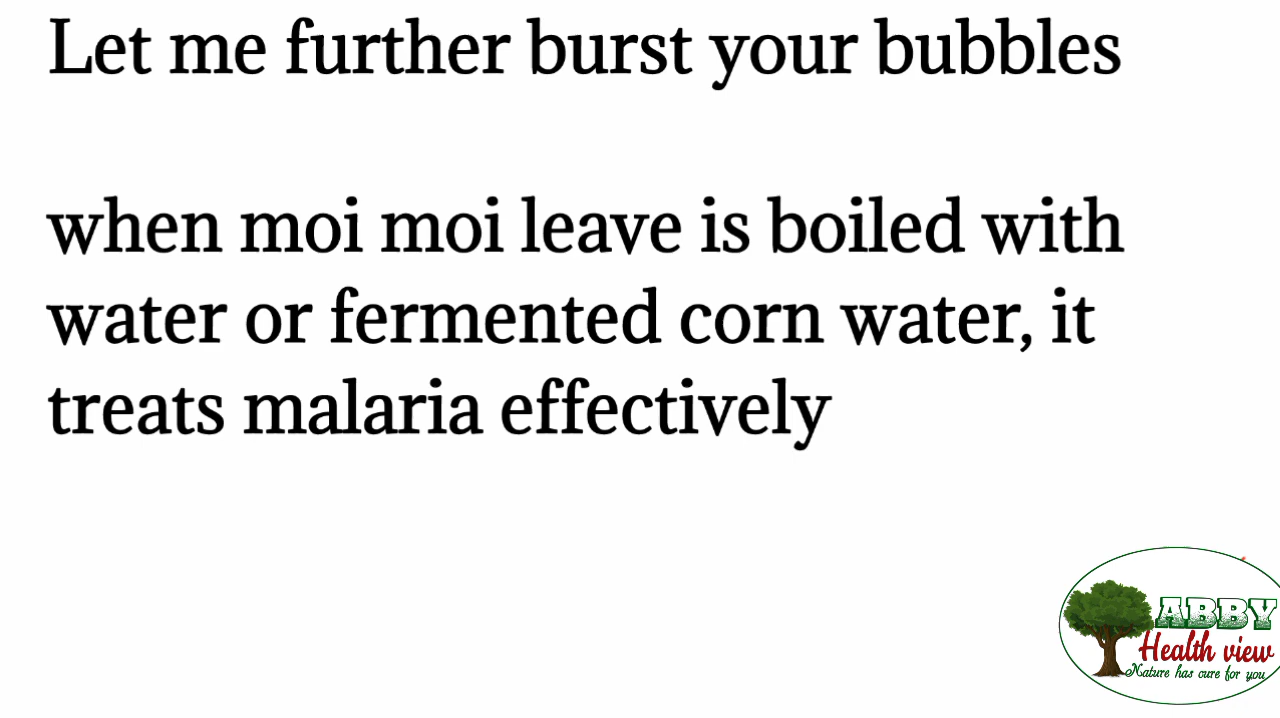 Let me further burst your bubbles
when moi moi leave is boiled with
water or fermented corn water, it
treats malaria effectively
ABBY
Health view
Nature has cure for you